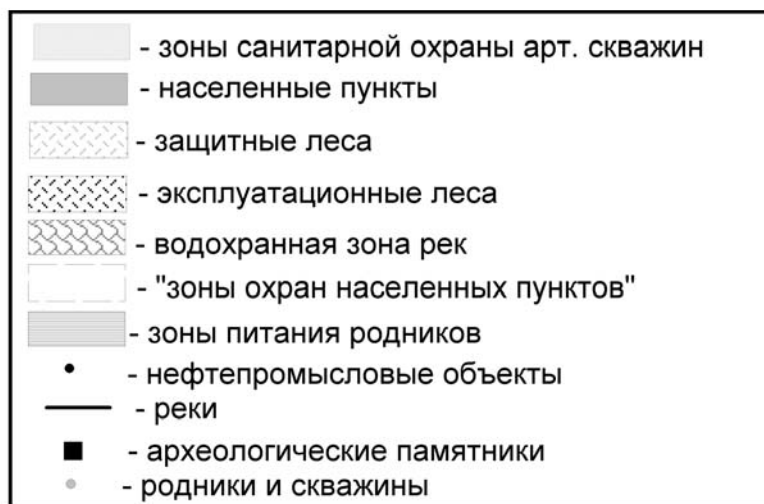 - зоны санитарной охраны арт. скважин
- населенные пункты
- защитные леса
- эксплуатационные леса
- водохранная зона рек
- "зоны охран населенных пунктов"
- зоны питания родников
- нефтепромысловые объекты
- реки
- археологические памятники
- родники и скважины